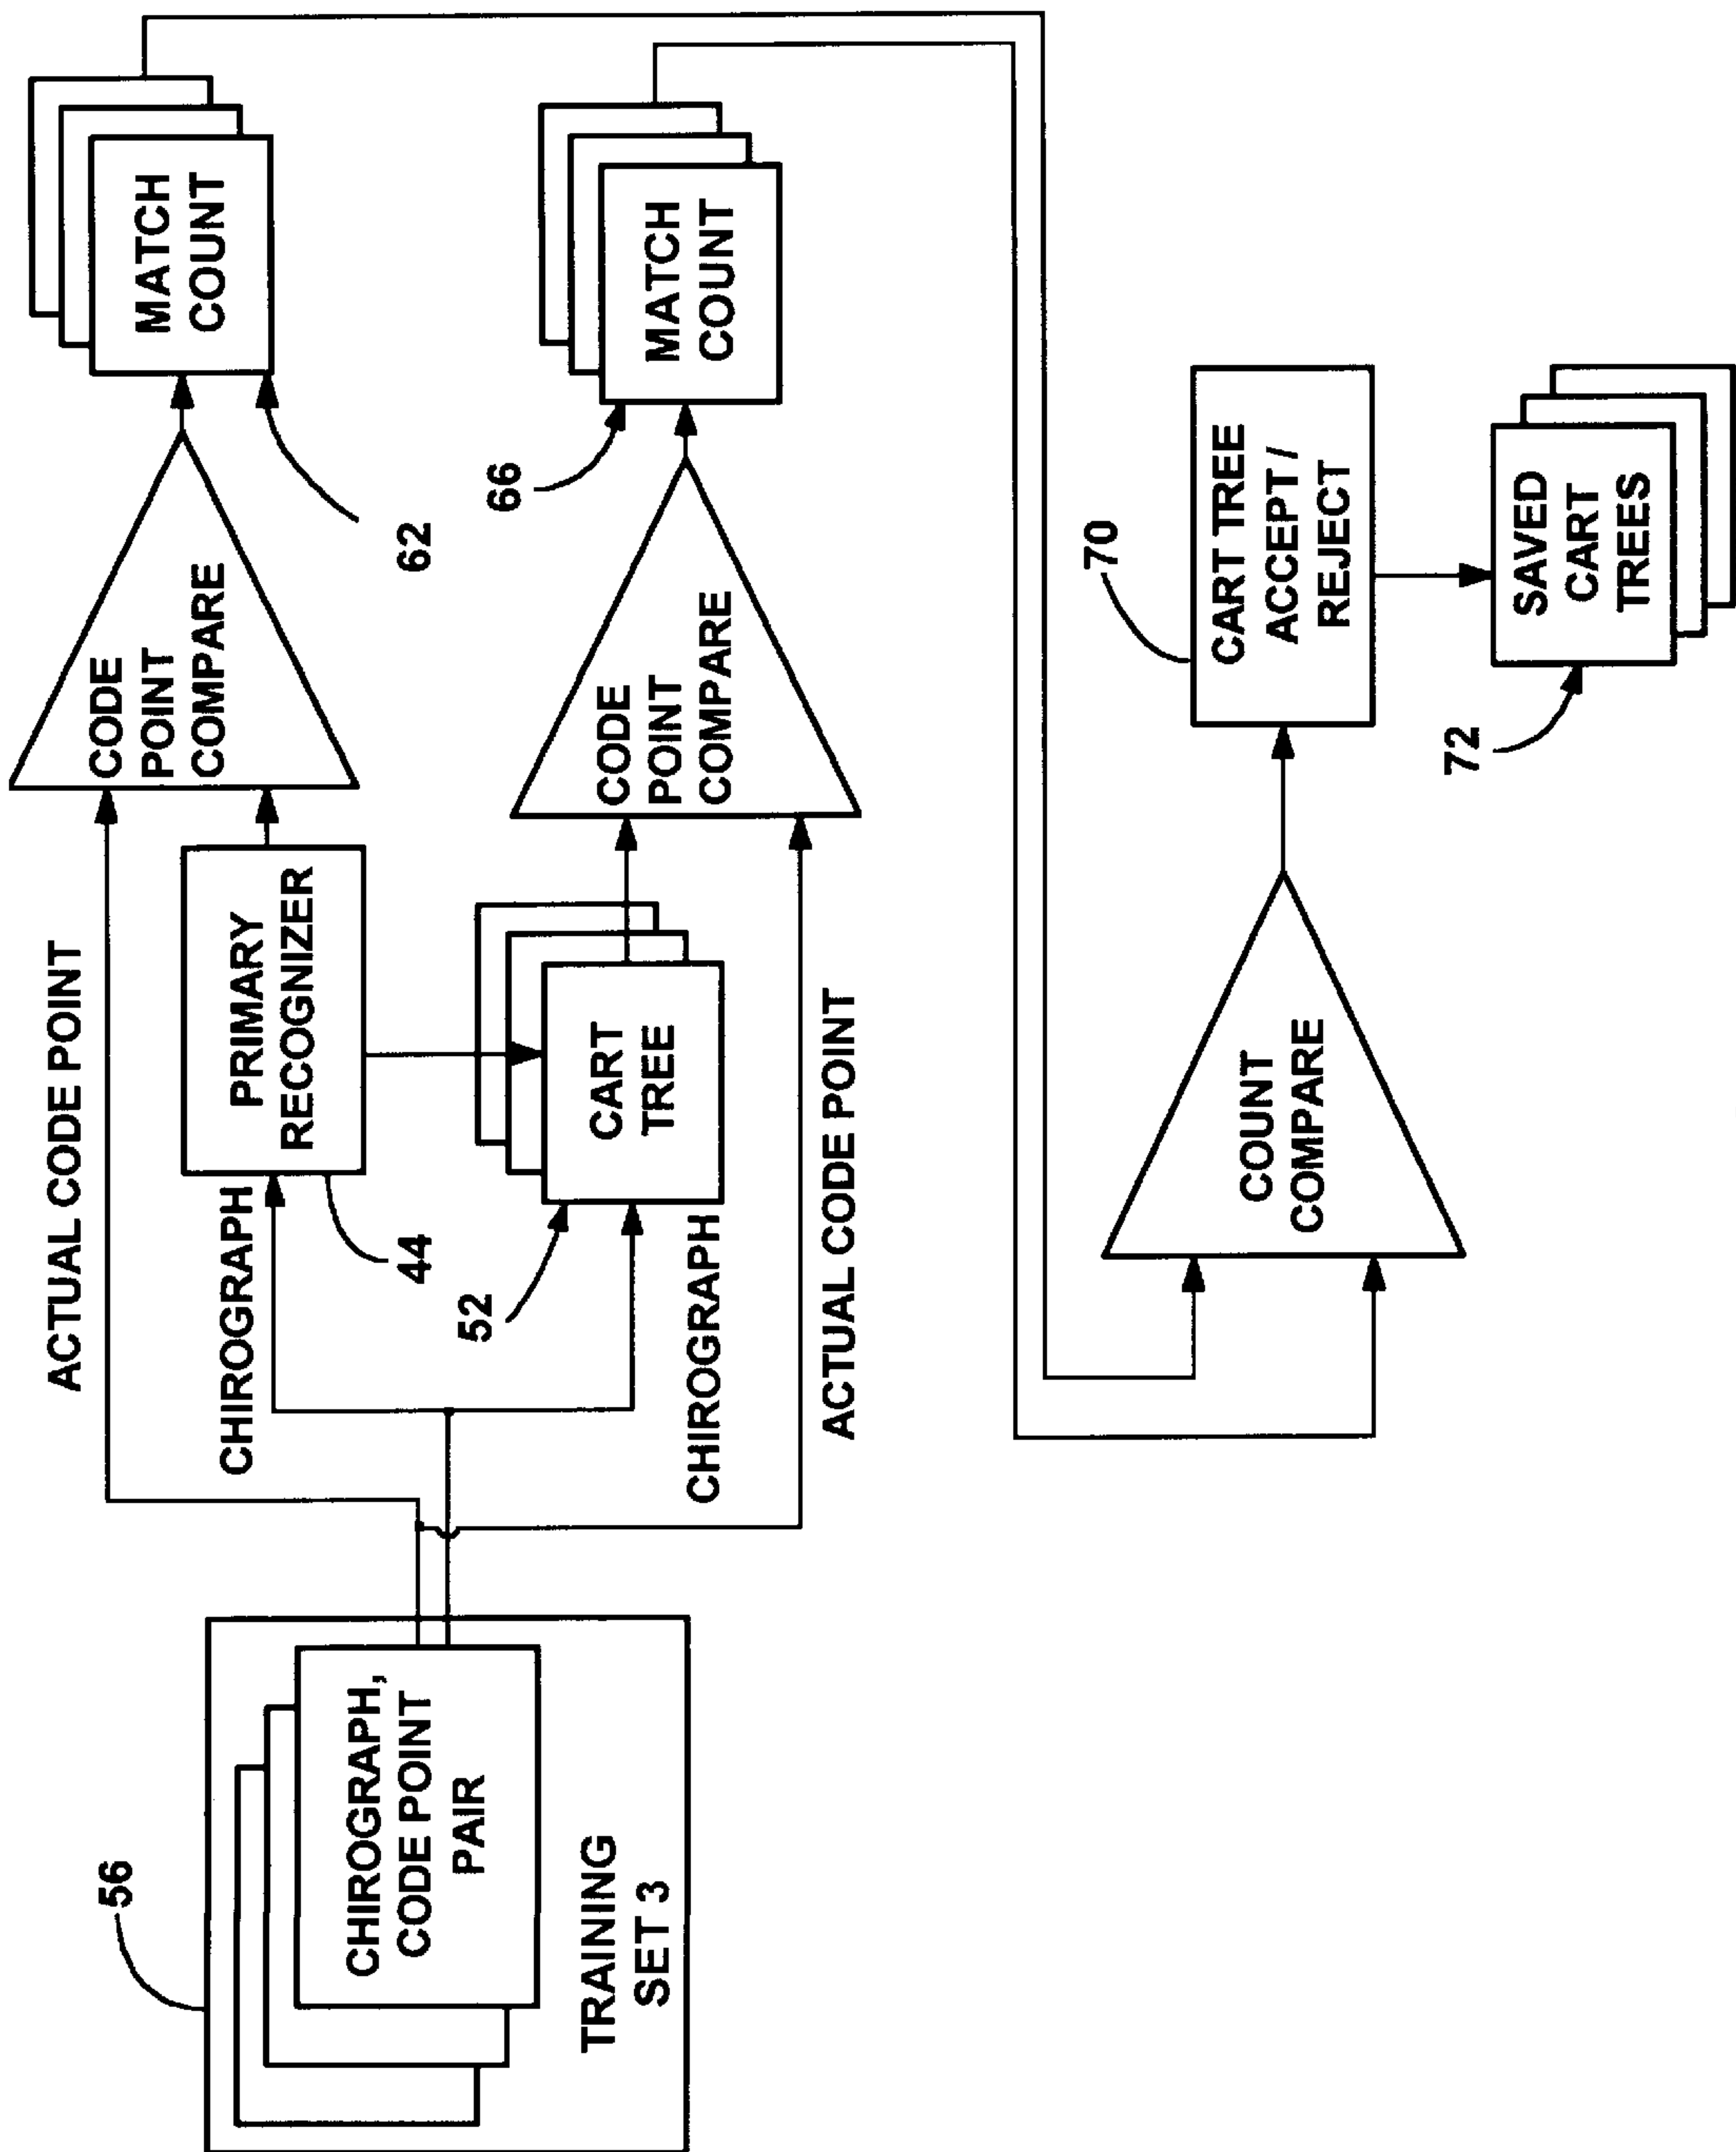 56
CHIROGRAPH,
CODE POINT
PAIR
TRAINING
SET 3
ACTUAL CODE POINT
CHIROGRAPH
PRIMARY
RECOGNIZER
44
52
CART
TREE
CHIROGRAPH
ACTUAL CODE POINT
CODE
POINT
COMPARE
MATCH
COUNT
62
CODE
POINT
COMPARE
66
MATCH
COUNT
COUNT
COMPARE
70
CART TREE
ACCEPT /
REJECT
72
SAVED
CART
TREES